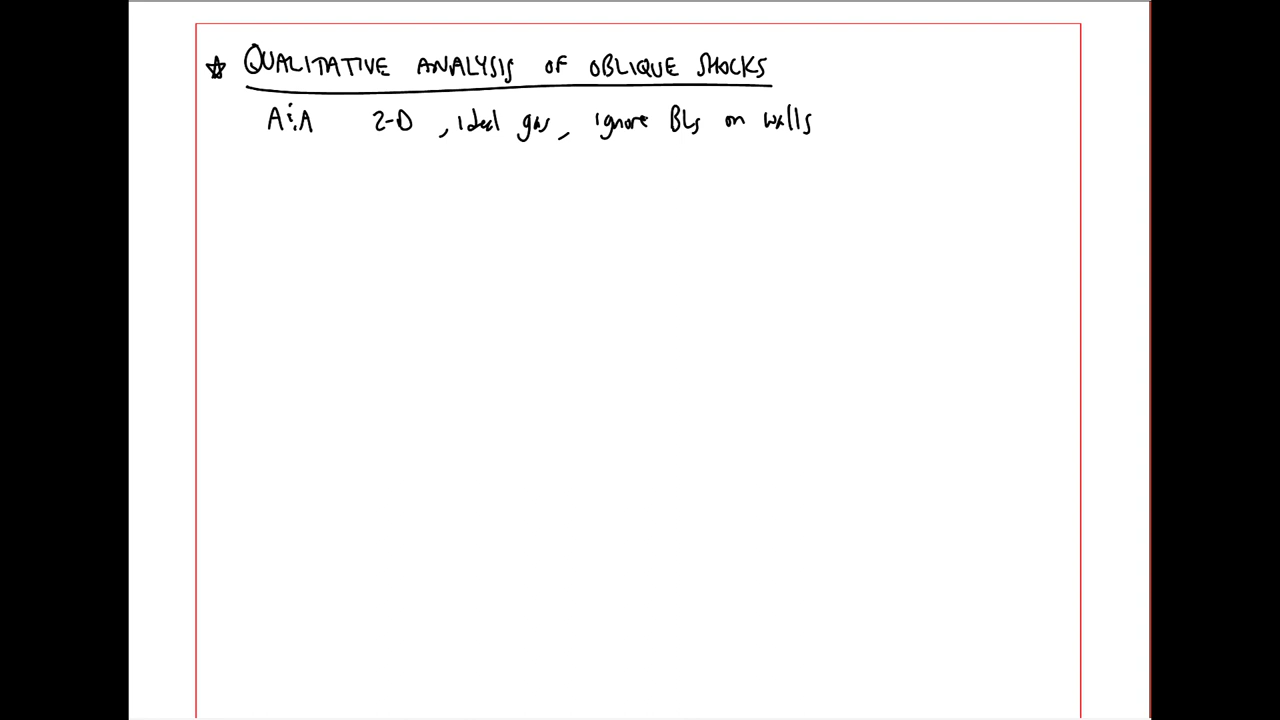 ☆ QUALITATIVE ANALYSIS OF OBLIQUE SHOCKS
A:A 2-D , ideal gas, ignore BLs on walls